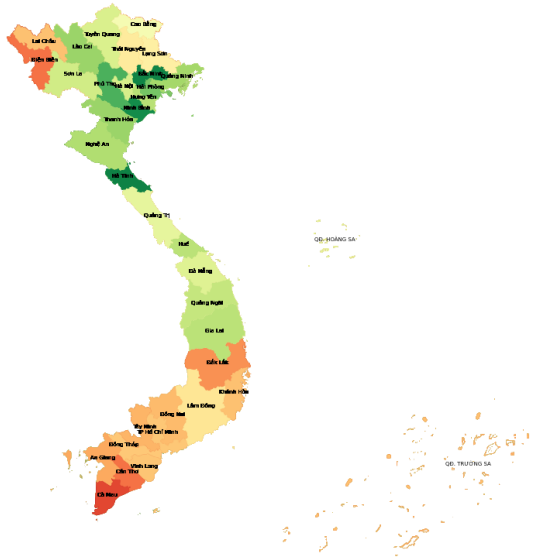 Cao Bằng
Tuyên Quang
Lai Châu
Lào Cai
Thái Nguyên
Lạng Sơn
Điện Biên
Sơn La
Bắc Ninh
Quảng Ninh
Phú Thọ
Hà Nội
Hải Phòng
Hưng Yên
Ninh Bình
Thanh Hóa
Nghệ An
Hà Tĩnh
Quảng Trị
Huế
QĐ. HOÀNG SA
Đà Nẵng
Quảng Ngãi
Gia Lai
Đắk Lắk
Khánh Hòa
Lâm Đồng
Đồng Nai
Tây Ninh
TP Hồ Chí Minh
Đồng Tháp
An Giang
Vĩnh Long
QĐ. TRƯỜNG SA
Cần Thơ
Cà Mau